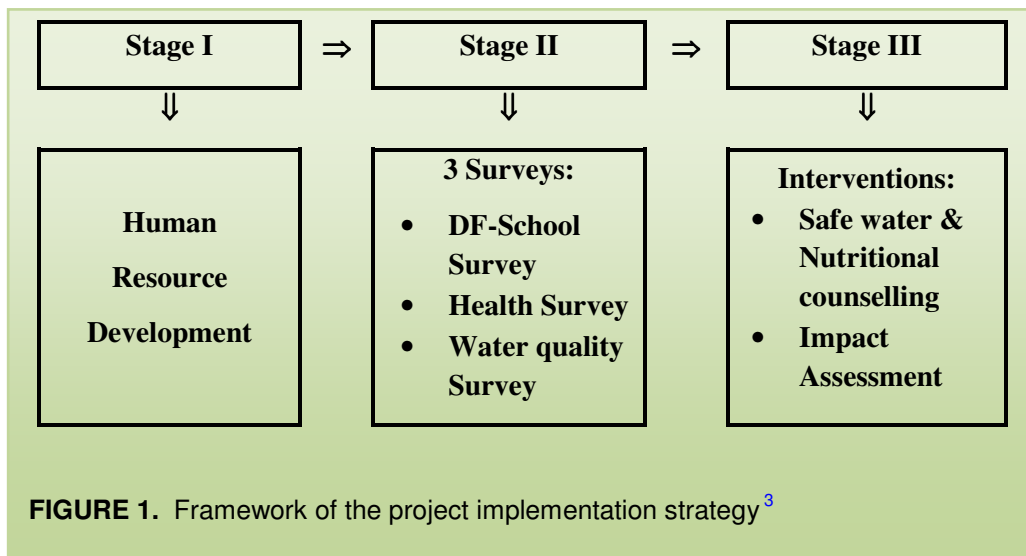 Stage I ⇒ Stage II ⇒ Stage III
⇓ ⇓ ⇓
Human
Resource
Development
3 Surveys:
• DF-School
Survey
• Health Survey
• Water quality
Survey
Interventions:
• Safe water &
Nutritional
counselling
• Impact
Assessment
FIGURE 1. Framework of the project implementation strategy 3